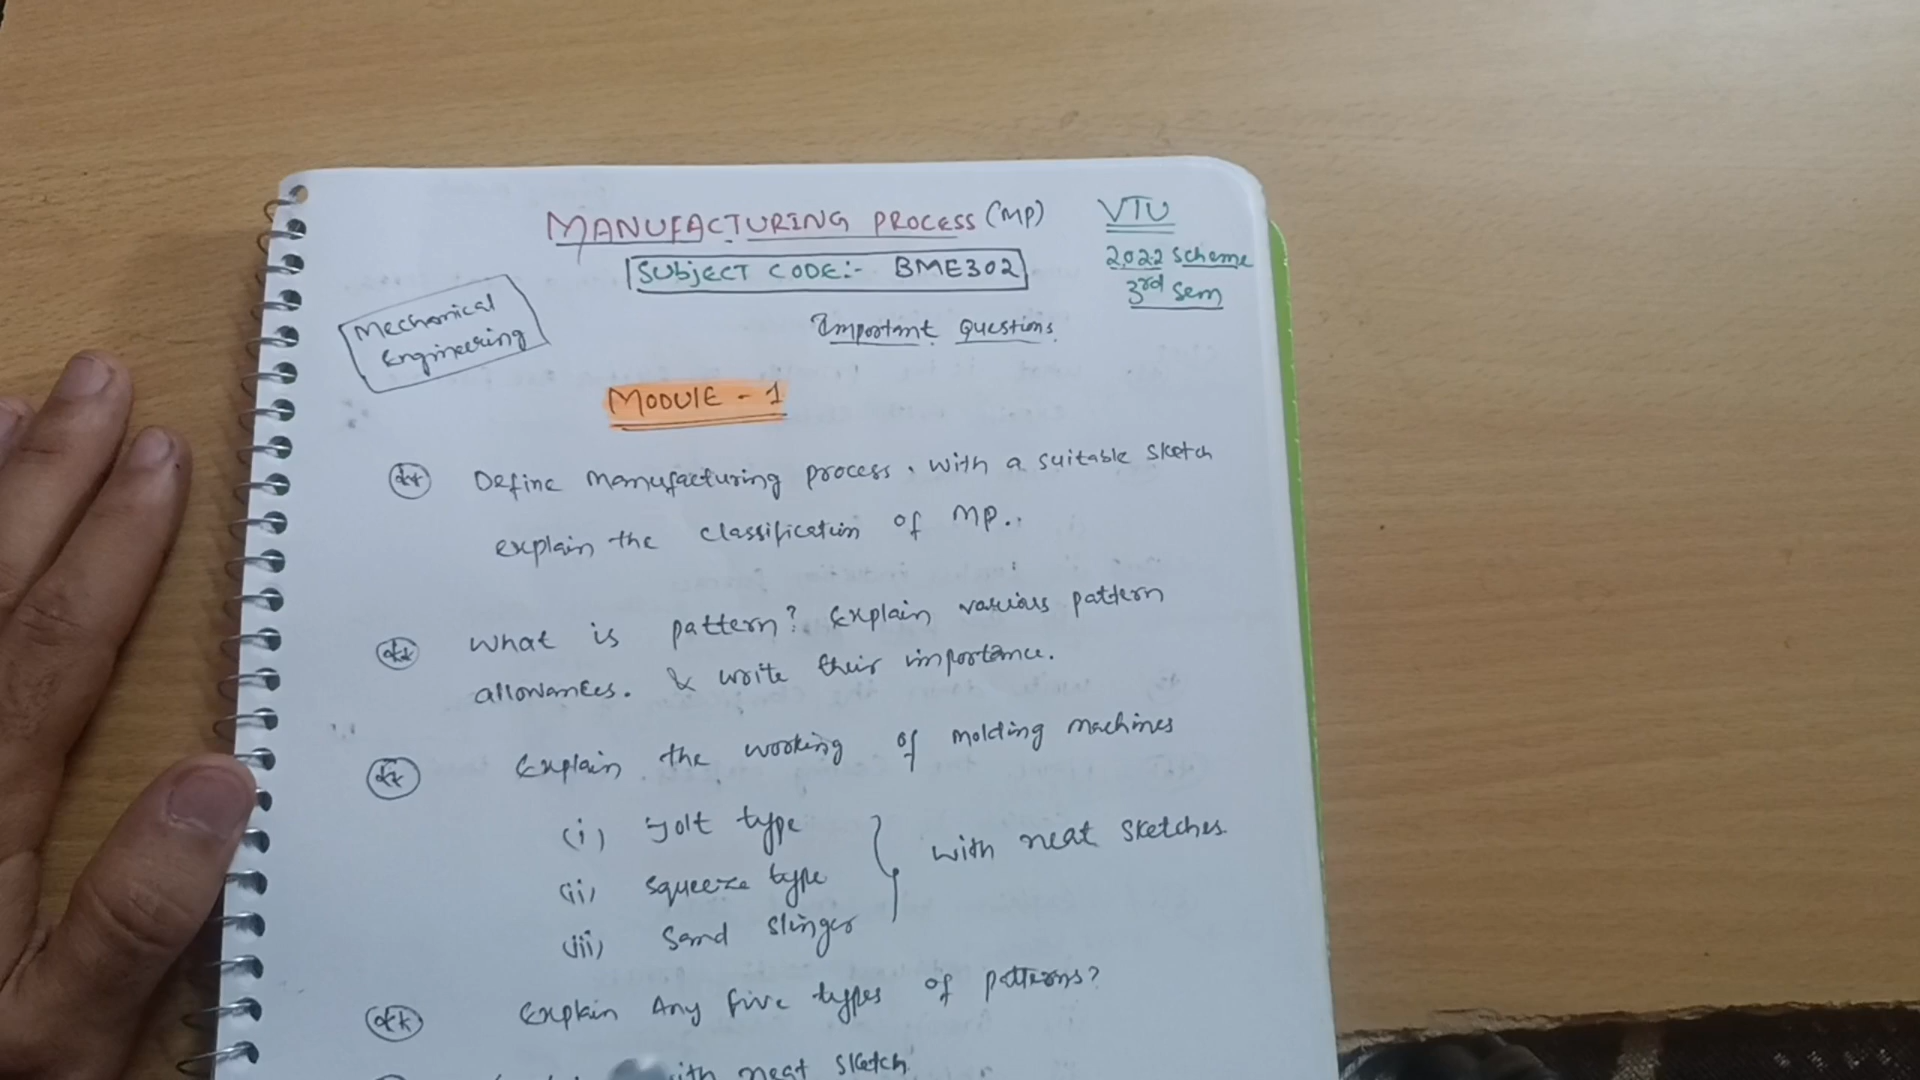 MANUFACTURING PROCESS (MP)
VTU
SUBJECT CODE:- BME302
2022 Scheme
3rd Sem
Mechanical
Engineering
Important Questions.
MODULE - 1
Define Manufacturing process, with a suitable sketch
explain the classification of MP.
What is pattern? Explain various pattern
allowances. & write their importance.
Explain the working of molding machines
(i) Jolt type
(ii) squeeze type
(iii) Sand slinger
with neat sketches.
Explain Any five types of patterns?
with neat sketch